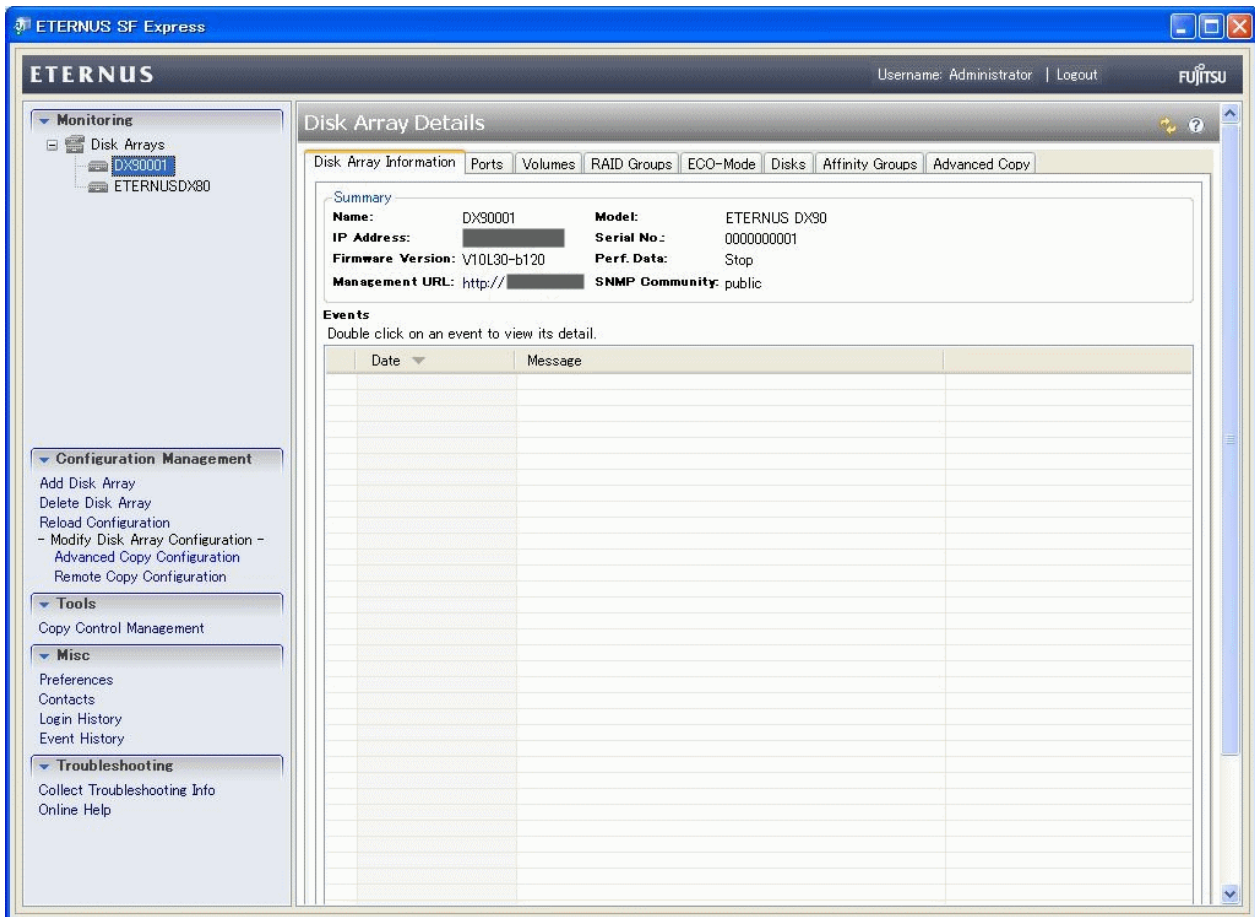 ETERNUS SF Express
ETERNUS
Username: Administrator | Logout
FUJITSU
Monitoring
Disk Arrays
DX90001
ETERNUSDX80
Configuration Management
Add Disk Array
Delete Disk Array
Reload Configuration
- Modify Disk Array Configuration -
Advanced Copy Configuration
Remote Copy Configuration
Tools
Copy Control Management
Misc
Preferences
Contacts
Login History
Event History
Troubleshooting
Collect Troubleshooting Info
Online Help
Disk Array Details
Disk Array Information Ports Volumes RAID Groups ECO-Mode Disks Affinity Groups Advanced Copy
Summary
Name: DX90001 Model: ETERNUS DX90
IP Address: Serial No.: 0000000001
Firmware Version: V10L30-b120 Perf. Data: Stop
Management URL: http:// SNMP Community: public
Events
Double click on an event to view its detail.
Date Message